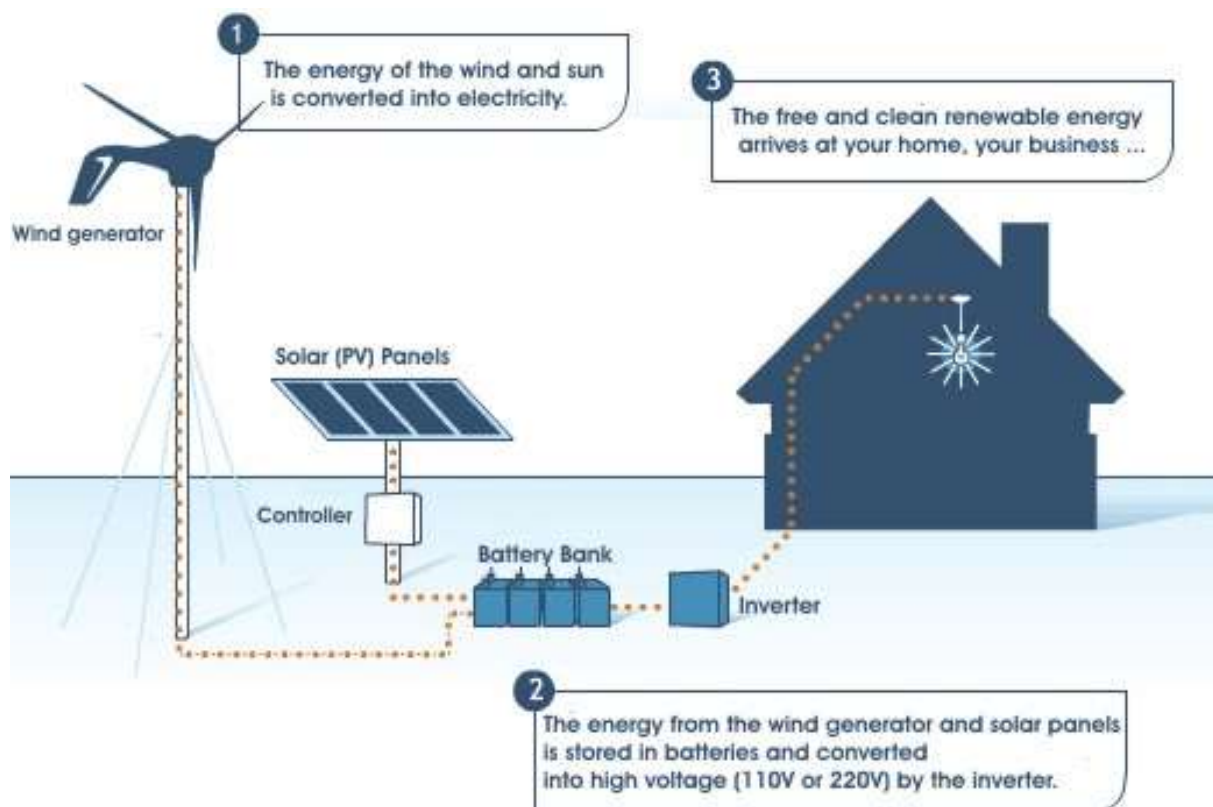 1
The energy of the wind and sun
is converted into electricity.
3
The free and clean renewable energy
arrives at your home, your business ...
Wind generator
Solar (PV) Panels
Controller
Battery Bank
Inverter
2
The energy from the wind generator and solar panels
is stored in batteries and converted
into high voltage (110V or 220V) by the inverter.